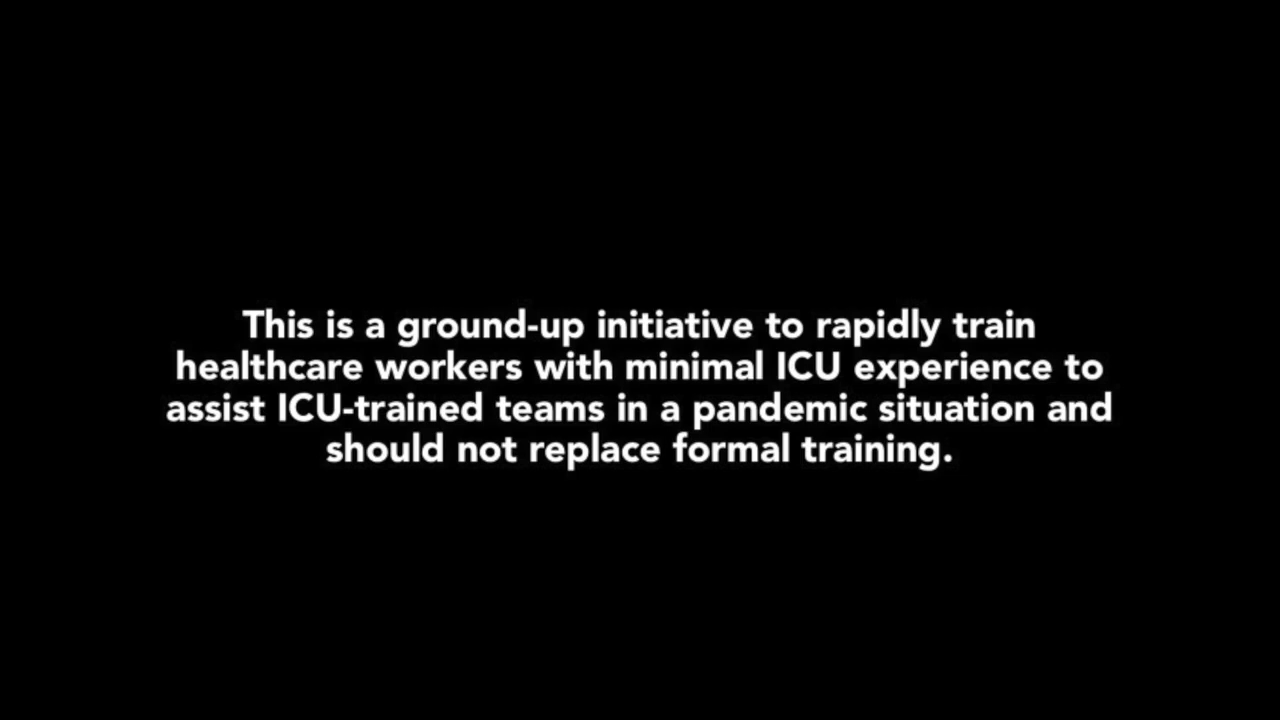 This is a ground-up initiative to rapidly train
healthcare workers with minimal ICU experience to
assist ICU-trained teams in a pandemic situation and
should not replace formal training.